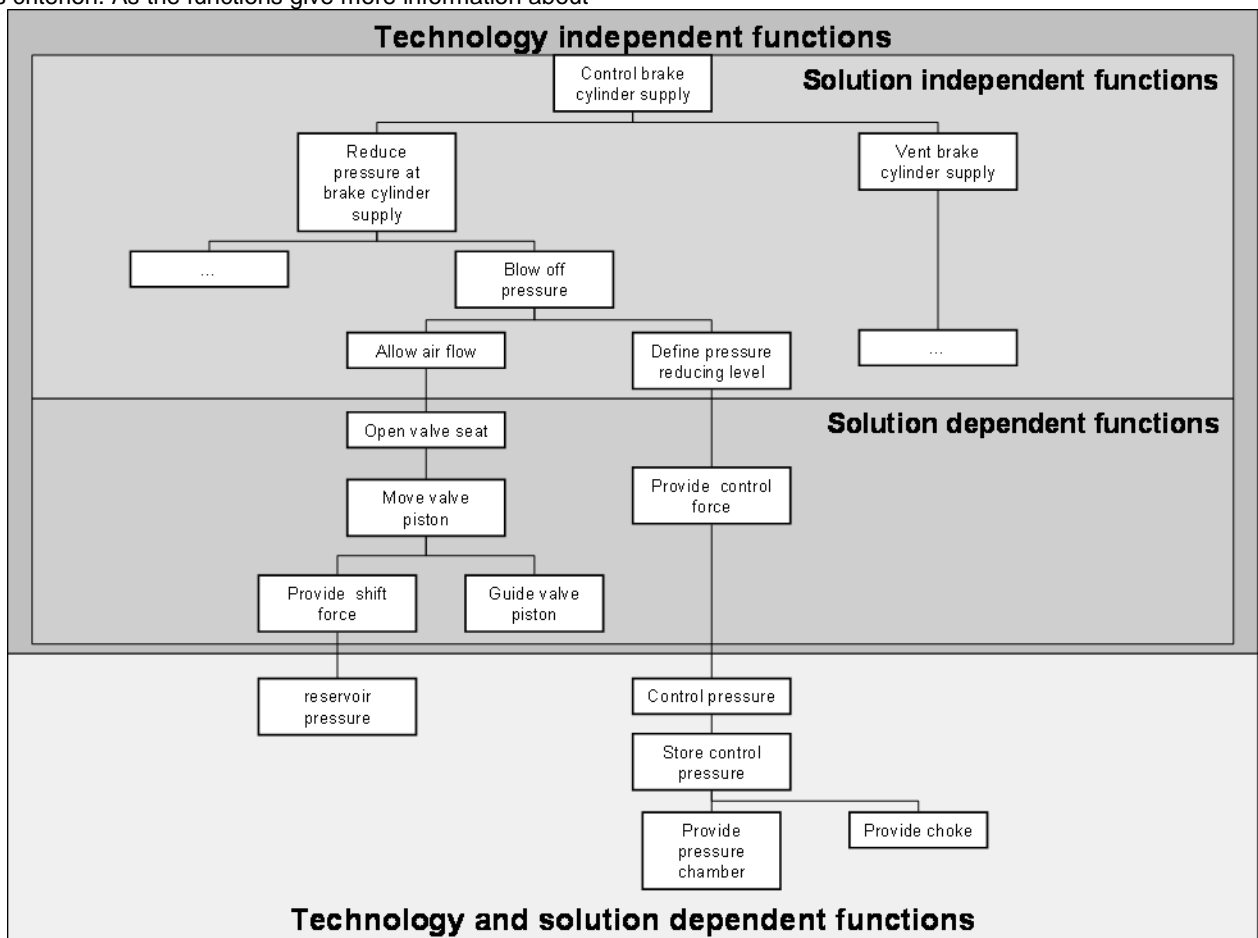 s criterion. As the functions give more information about
Technology independent functions
Control brake
cylinder supply
Solution independent functions
Reduce
pressure at
brake cylinder
supply
Vent brake
cylinder supply
...
Blow off
pressure
Allow air flow
Define pressure
reducing level
...
Open valve seat
Solution dependent functions
Move valve
piston
Provide control
force
Provide shift
force
Guide valve
piston
reservoir
pressure
Control pressure
Store control
pressure
Provide
pressure
chamber
Provide choke
Technology and solution dependent functions